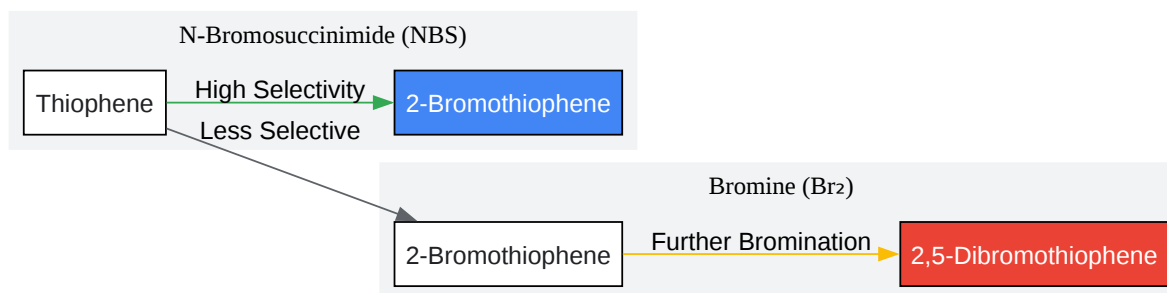 N-Bromosuccinimide (NBS)
Thiophene
High Selectivity
2-Bromothiophene
Less Selective
Bromine (Br₂)
2-Bromothiophene
Further Bromination
2,5-Dibromothiophene